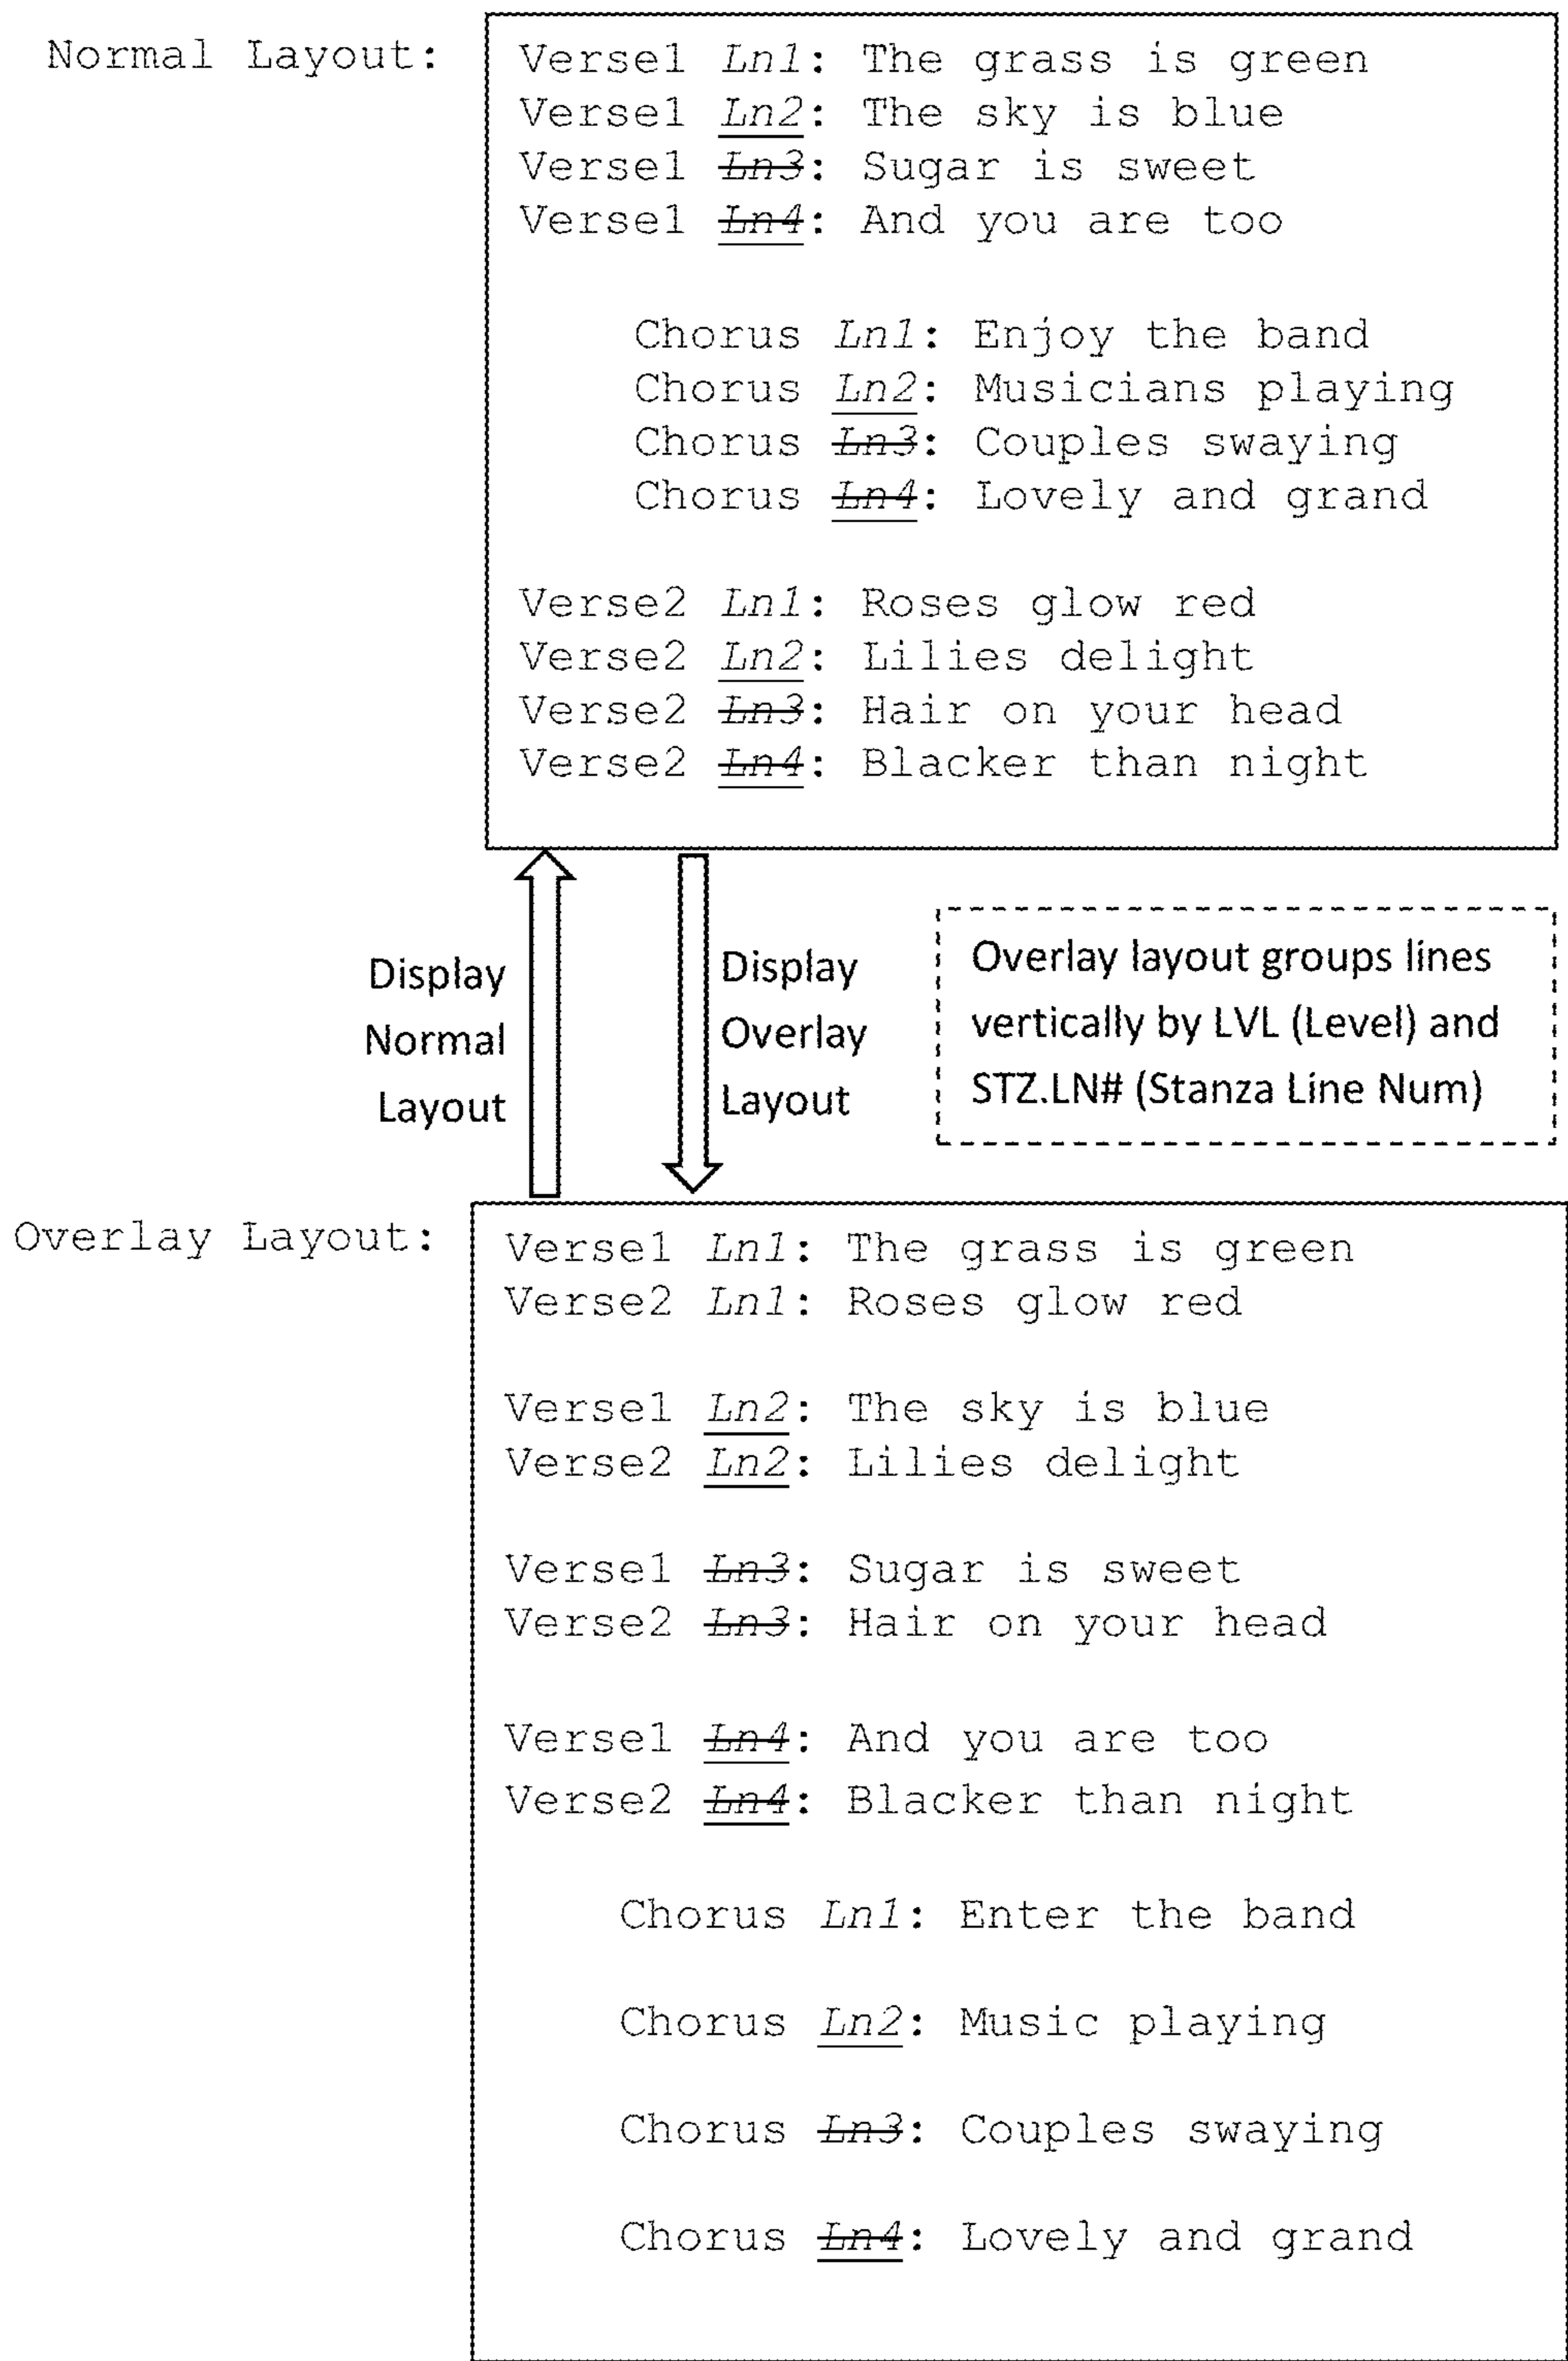 Normal Layout:
Verse1 Ln1: The grass is green
Verse1 Ln2: The sky is blue
Verse1 Ln3: Sugar is sweet
Verse1 Ln4: And you are too
Chorus Ln1: Enjoy the band
Chorus Ln2: Musicians playing
Chorus Ln3: Couples swaying
Chorus Ln4: Lovely and grand
Verse2 Ln1: Roses glow red
Verse2 Ln2: Lilies delight
Verse2 Ln3: Hair on your head
Verse2 Ln4: Blacker than night
Display
Normal
Layout
Display
Overlay
Layout
Overlay layout groups lines
vertically by LVL (Level) and
STZ.LN# (Stanza Line Num)
Overlay Layout:
Verse1 Ln1: The grass is green
Verse2 Ln1: Roses glow red
Verse1 Ln2: The sky is blue
Verse2 Ln2: Lilies delight
Verse1 Ln3: Sugar is sweet
Verse2 Ln3: Hair on your head
Verse1 Ln4: And you are too
Verse2 Ln4: Blacker than night
Chorus Ln1: Enter the band
Chorus Ln2: Music playing
Chorus Ln3: Couples swaying
Chorus Ln4: Lovely and grand